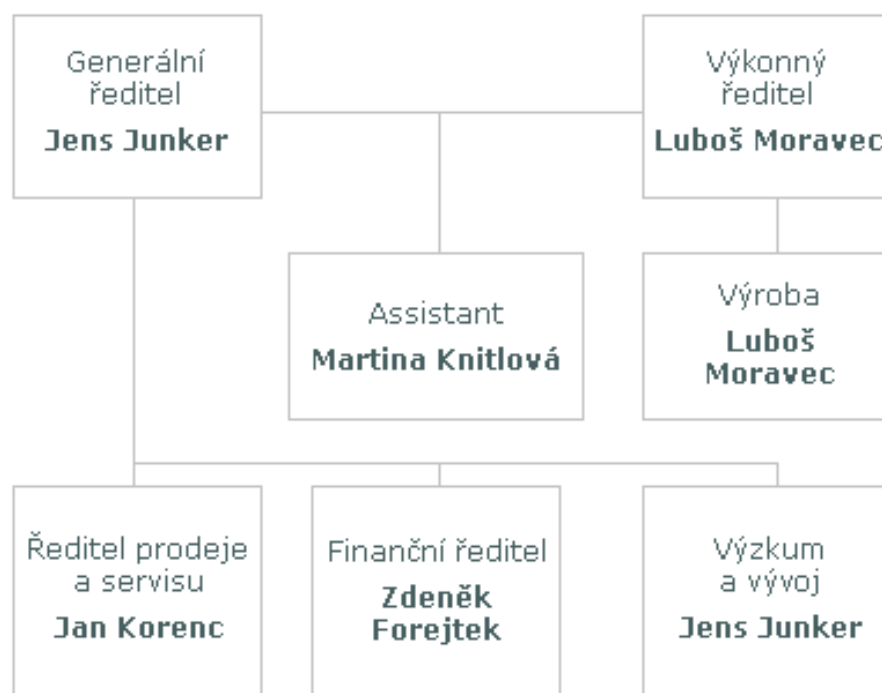 Generální
ředitel
Jens Junker
Výkonný
ředitel
Luboš Moravec
Assistant
Martina Knitlová
Výroba
Luboš
Moravec
Ředitel prodeje
a servisu
Jan Korenc
Finanční ředitel
Zdeněk
Forejtek
Výzkum
a vývoj
Jens Junker